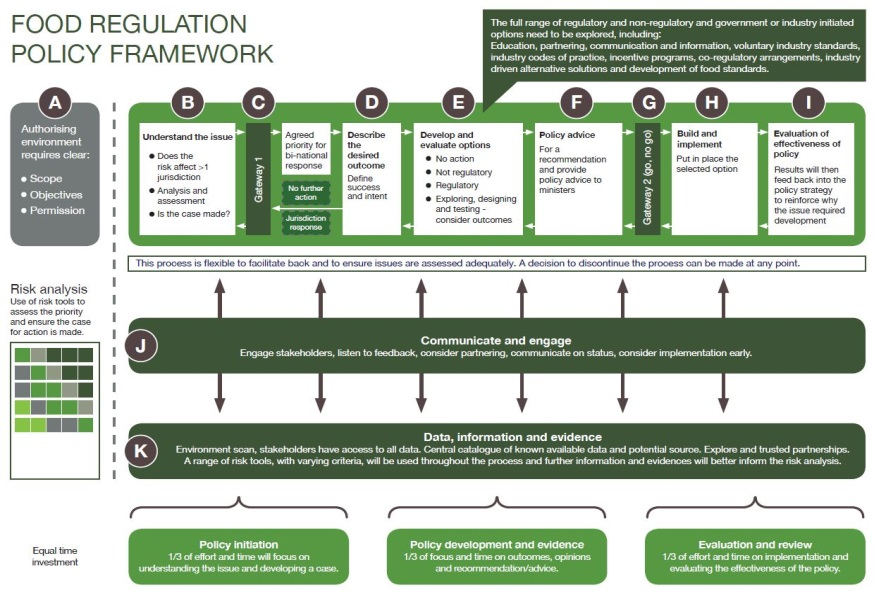 FOOD REGULATION
POLICY FRAMEWORK
The full range of regulatory and non-regulatory and government or industry initiated
options need to be explored, including:
Education, partnering, communication and information, voluntary industry standards,
industry codes of practice, incentive programs, co-regulatory arrangements, industry
driven alternative solutions and development of food standards.
A
Authorising
environment
requires clear:
• Scope
• Objectives
• Permission
B
Understand the issue
• Does the
risk affect >1
jurisdiction
• Analysis and
assessment
• Is the case made?
C
Gateway 1
Agreed
priority for
bi-national
response
No further
action
Jurisdiction
response
D
Describe
the
desired
outcome
Define
success
and intent
E
Develop and
evaluate options
• No action
• Not regulatory
• Regulatory
• Exploring, designing
and testing -
consider outcomes
F
Policy advice
For a
recommendation
and provide
policy advice to
ministers
G
Gateway 2 (go, no go)
H
Build and
implement
Put in place the
selected option
I
Evaluation of
effectiveness of
policy
Results will then
feed back into the
policy strategy
to reinforce why
the issue required
development
This process is flexible to facilitate back and to ensure issues are assessed adequately. A decision to discontinue the process can be made at any point.
Risk analysis
Use of risk tools to
assess the priority
and ensure the case
for action is made.
J
Communicate and engage
Engage stakeholders, listen to feedback, consider partnering, communicate on status, consider implementation early.
K
Data, information and evidence
Environment scan, stakeholders have access to all data. Central catalogue of known available data and potential source. Explore and trusted partnerships.
A range of risk tools, with varying criteria, will be used throughout the process and further information and evidences will better inform the risk analysis.
Equal time
investment
Policy initiation
1/3 of effort and time will focus on
understanding the issue and developing a case.
Policy development and evidence
1/3 of focus and time on outcomes, opinions
and recommendation/advice.
Evaluation and review
1/3 of effort and time on implementation and
evaluating the effectiveness of the policy.